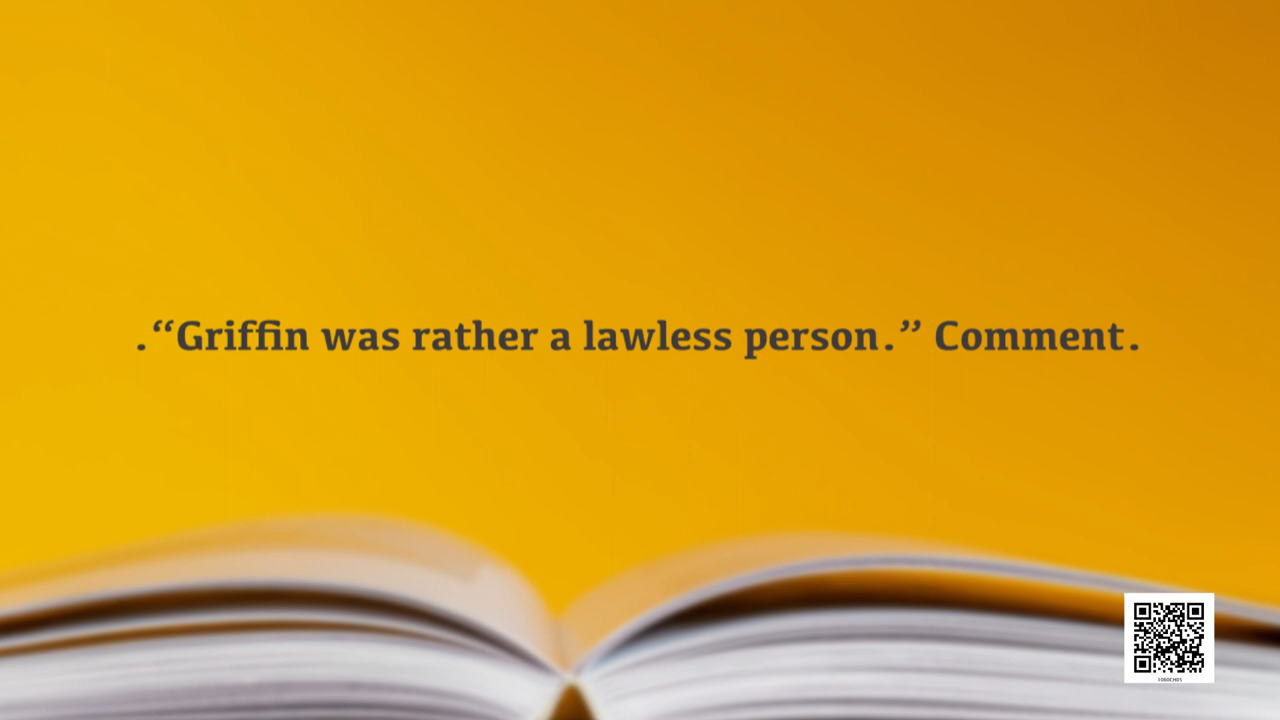 .“Griffin was rather a lawless person.” Comment.